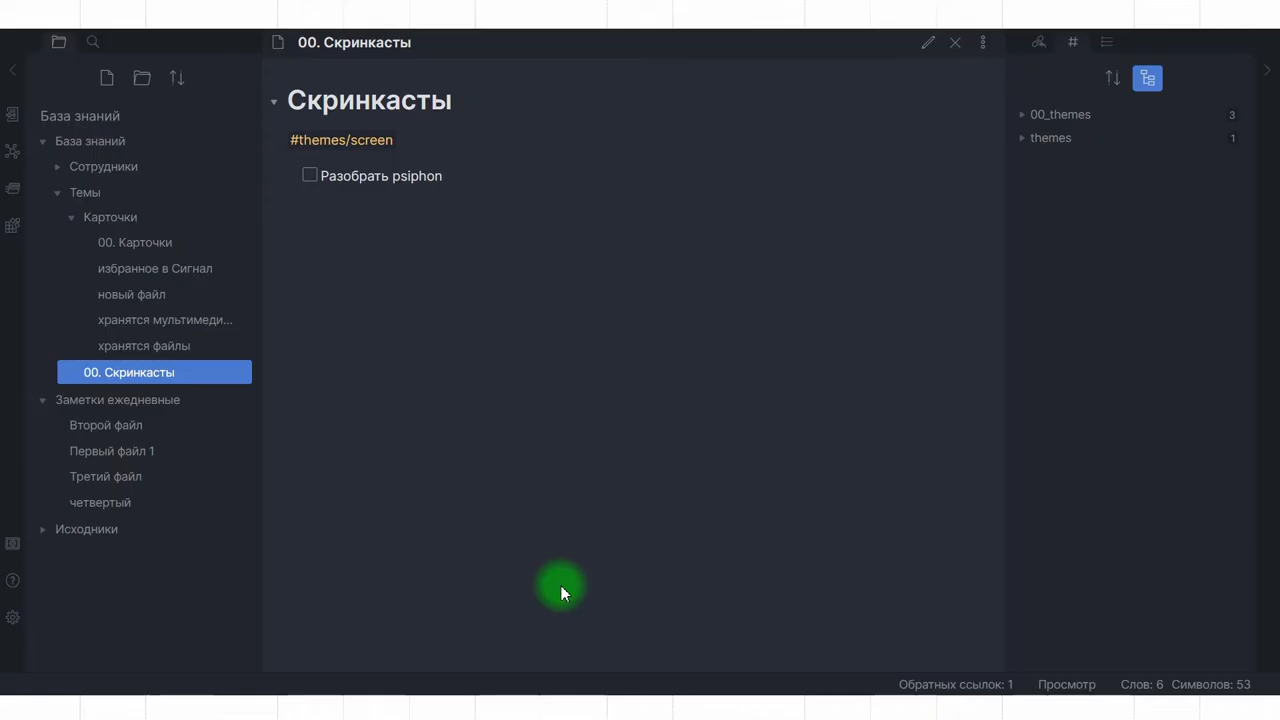 00. Скринкасты
База знаний
База знаний
Сотрудники
Темы
Карточки
00. Карточки
избранное в Сигнал
новый файл
хранятся мультимеди...
хранятся файлы
00. Скринкасты
Заметки ежедневные
Второй файл
Первый файл 1
Третий файл
четвертый
Исходники
Скринкасты
#themes/screen
Разобрать psiphon
00_themes 3
themes 1
Обратных ссылок: 1 Просмотр Слов: 6 Символов: 53